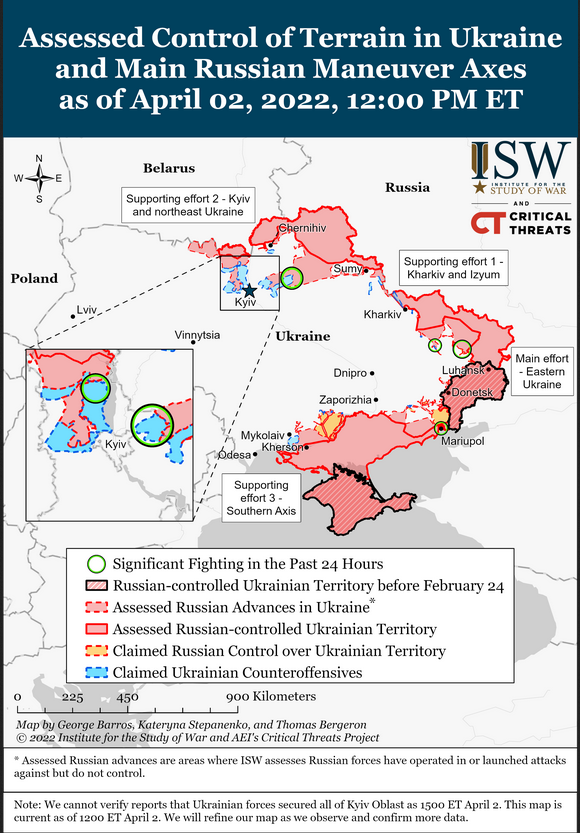 Assessed Control of Terrain in Ukraine
and Main Russian Maneuver Axes
as of April 02, 2022, 12:00 PM ET
N
W
E
S
Belarus
Russia
Poland
Ukraine
ISW
INSTITUTE FOR THE
STUDY OF WAR
AND
CT CRITICAL
THREATS
Supporting effort 2 - Kyiv
and northeast Ukraine
Chernihiv
Supporting effort 1 -
Kharkiv and Izyum
Sumy
Kyiv
Lviv
Kharkiv
Vinnytsia
Main effort
- Eastern
Ukraine
Luhansk
Dnipro
Donetsk
Zaporizhia
Mykolaiv
Kherson
Mariupol
Odesa
Kyiv
Supporting
effort 3 -
Southern Axis
Significant Fighting in the Past 24 Hours
Russian-controlled Ukrainian Territory before February 24
Assessed Russian Advances in Ukraine*
Assessed Russian-controlled Ukrainian Territory
Claimed Russian Control over Ukrainian Territory
Claimed Ukrainian Counteroffensives
0 225 450 900 Kilometers
Map by George Barros, Kateryna Stepanenko, and Thomas Bergeron
© 2022 Institute for the Study of War and AEI's Critical Threats Project
* Assessed Russian advances are areas where ISW assesses Russian forces have operated in or launched attacks
against but do not control.
Note: We cannot verify reports that Ukrainian forces secured all of Kyiv Oblast as 1500 ET April 2. This map is
current as of 1200 ET April 2. We will refine our map as we observe and confirm more data.